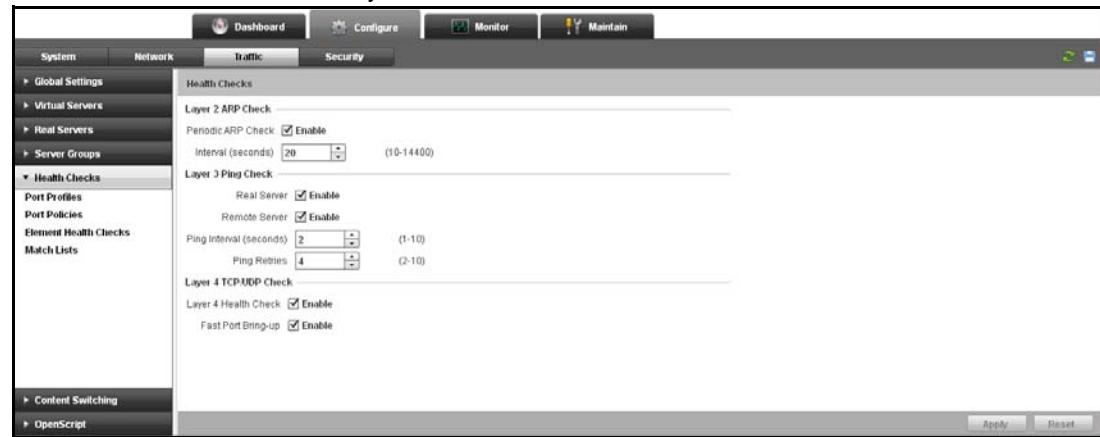 Dashboard Configure Monitor Maintain
System Network Traffic Security
Global Settings
Virtual Servers
Real Servers
Server Groups
Health Checks
Port Profiles
Port Policies
Element Health Checks
Match Lists
Content Switching
OpenScript
Health Checks
Layer 2 ARP Check
Periodic ARP Check Enable
Interval (seconds) 20 (10-14400)
Layer 3 Ping Check
Real Server Enable
Remote Server Enable
Ping Interval (seconds) 2 (1-10)
Ping Retries 4 (2-10)
Layer 4 TCP/UDP Check
Layer 4 Health Check Enable
Fast Port Bring-up Enable
Apply Reset